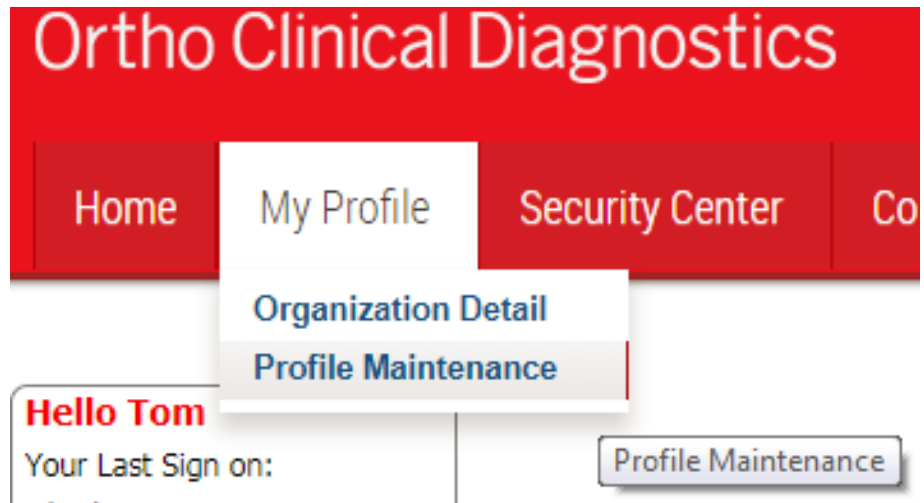 Ortho Clinical Diagnostics
Home My Profile Security Center Co
Organization Detail
Profile Maintenance
Hello Tom
Your Last Sign on:
Profile Maintenance